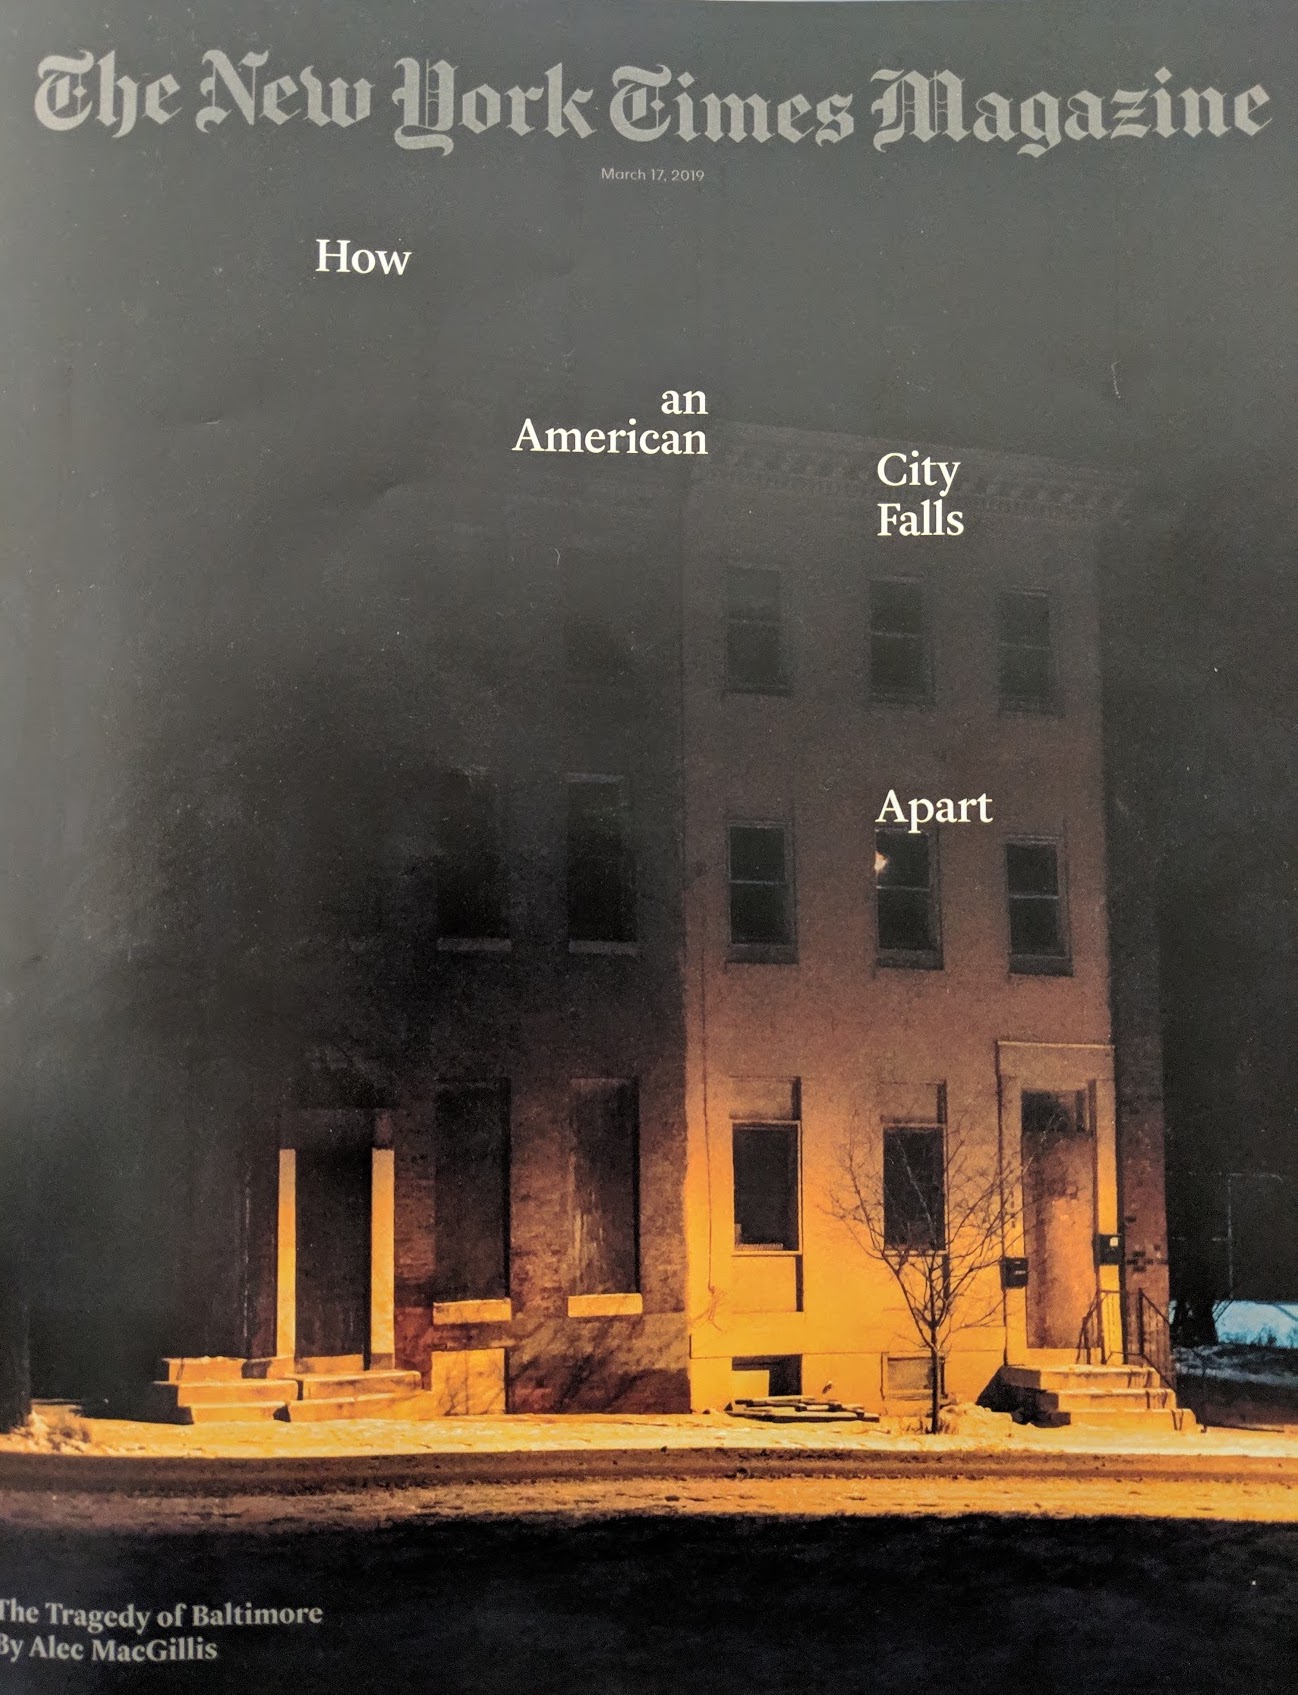 The New York Times Magazine
March 17, 2019
How
an
American
City
Falls
Apart
The Tragedy of Baltimore
By Alec MacGillis